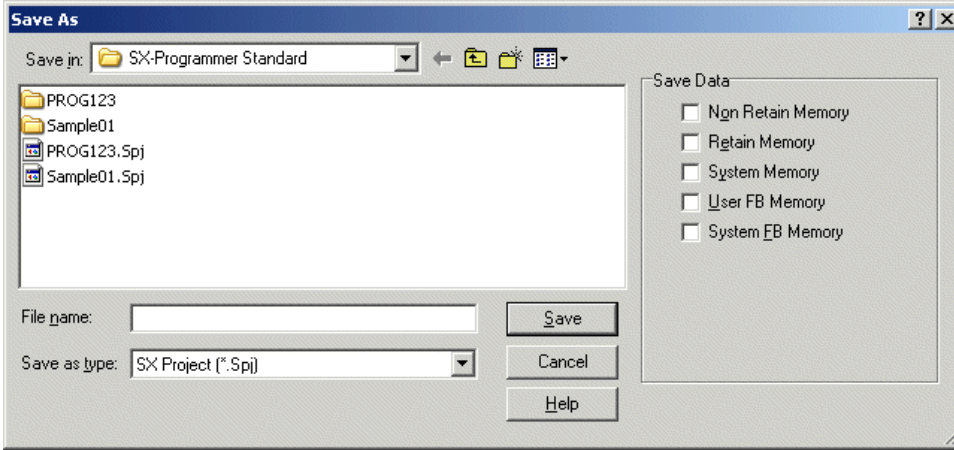 Save As
Save in: SX-Programmer Standard
PROG123
Sample01
PROG123.Spj
Sample01.Spj
File name:
Save as type: SX Project (*.Spj)
Save
Cancel
Help
Save Data
Non Retain Memory
Retain Memory
System Memory
User FB Memory
System FB Memory